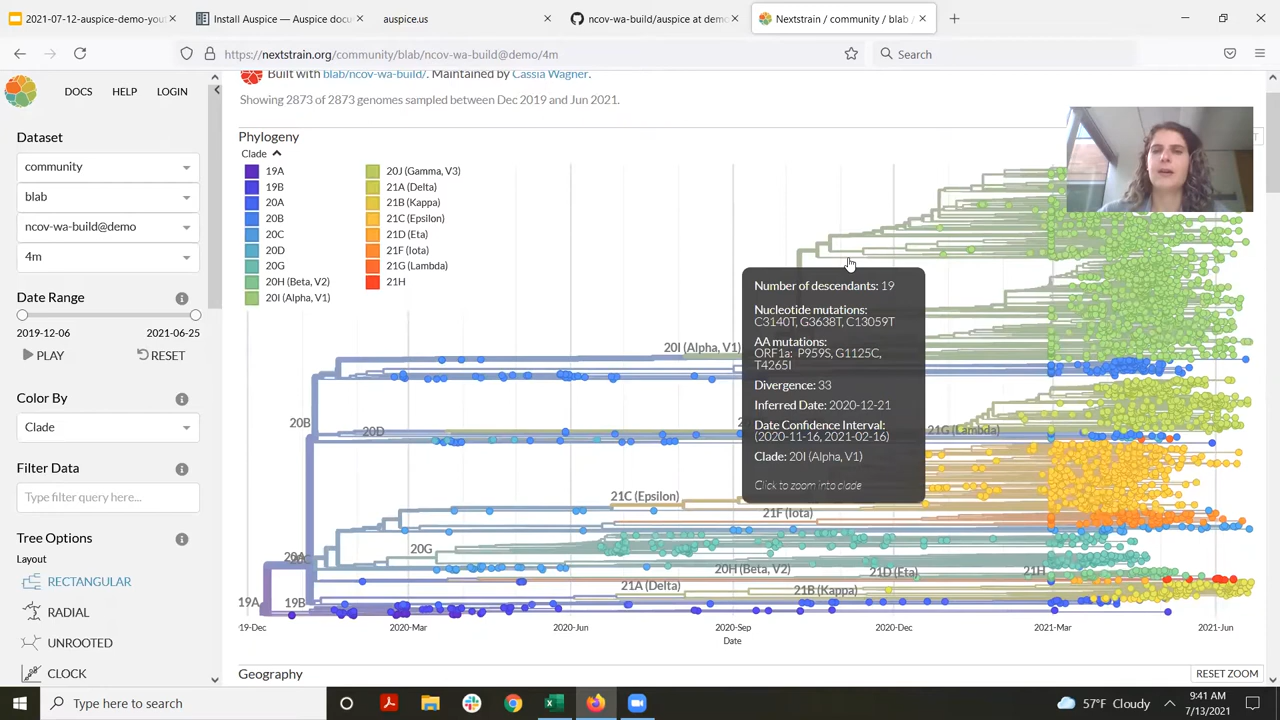 2021-07-12-auspice-demo-you
Install Auspice — Auspice docu
auspice.us
ncov-wa-build/auspice at demo
Nextstrain / community / blab /
https://nextstrain.org/community/blab/ncov-wa-build@demo/4m
Search
DOCS
HELP
LOGIN
Built with blab/ncov-wa-build/. Maintained by Cassia Wagner.
Showing 2873 of 2873 genomes sampled between Dec 2019 and Jun 2021.
Dataset
community
blab
ncov-wa-build@demo
4m
Date Range
2019-12-06
2021-06-25
PLAY
RESET
Color By
Clade
Filter Data
Type filter query here...
Tree Options
Layout
RECTANGULAR
RADIAL
UNROOTED
CLOCK
Phylogeny
Clade
19A
19B
20A
20B
20C
20D
20G
20H (Beta, V2)
20I (Alpha, V1)
20J (Gamma, V3)
21A (Delta)
21B (Kappa)
21C (Epsilon)
21D (Eta)
21F (Iota)
21G (Lambda)
21H
20I (Alpha, V1)
20B
20D
21G (Lambda)
21C (Epsilon)
21F (Iota)
20G
20A
20H (Beta, V2)
21D (Eta)
21H
21A (Delta)
21B (Kappa)
19A
19B
Number of descendants: 19
Nucleotide mutations:
C3140T, G3638T, C13059T
AA mutations:
ORF1a: P959S, G1125C,
T4265I
Divergence: 33
Inferred Date: 2020-12-21
Date Confidence Interval:
(2020-11-16, 2021-02-16)
Clade: 20I (Alpha, V1)
Click to zoom into clade
19-Dec
2020-Mar
2020-Jun
2020-Sep
2020-Dec
2021-Mar
2021-Jun
Date
Geography
RESET ZOOM
Type here to search
57°F Cloudy
9:41 AM
7/13/2021